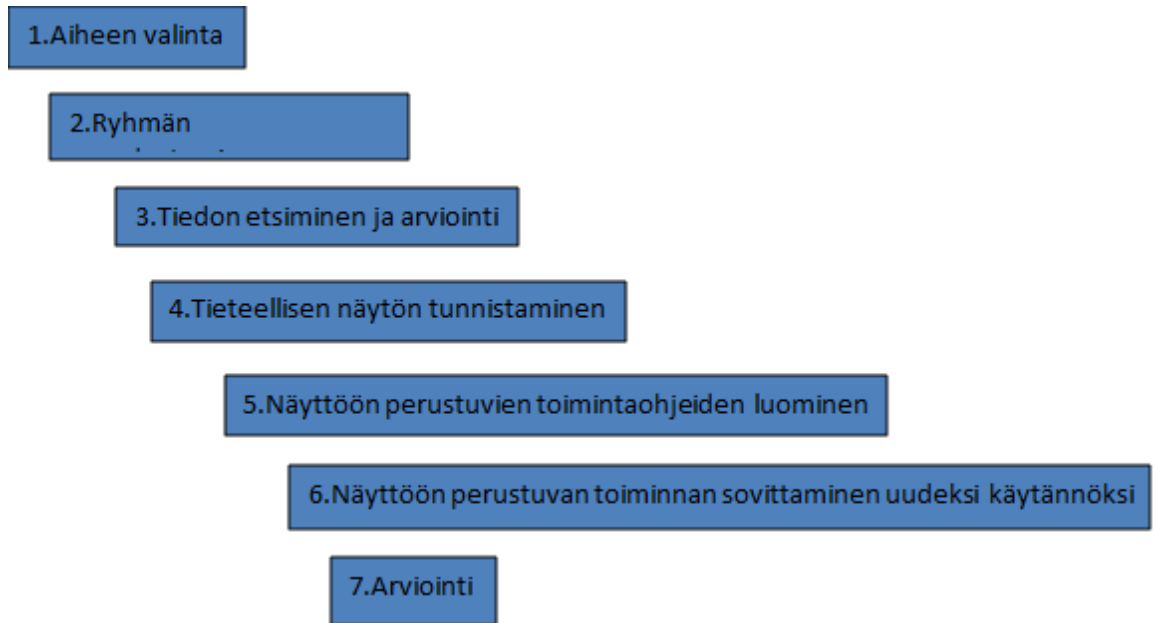 1.Aiheen valinta
2.Ryhmän
3.Tiedon etsiminen ja arviointi
4.Tieteellisen näytön tunnistaminen
5.Näyttöön perustuvien toimintaohjeiden luominen
6.Näyttöön perustuvan toiminnan sovittaminen uudeksi käytännöksi
7.Arviointi